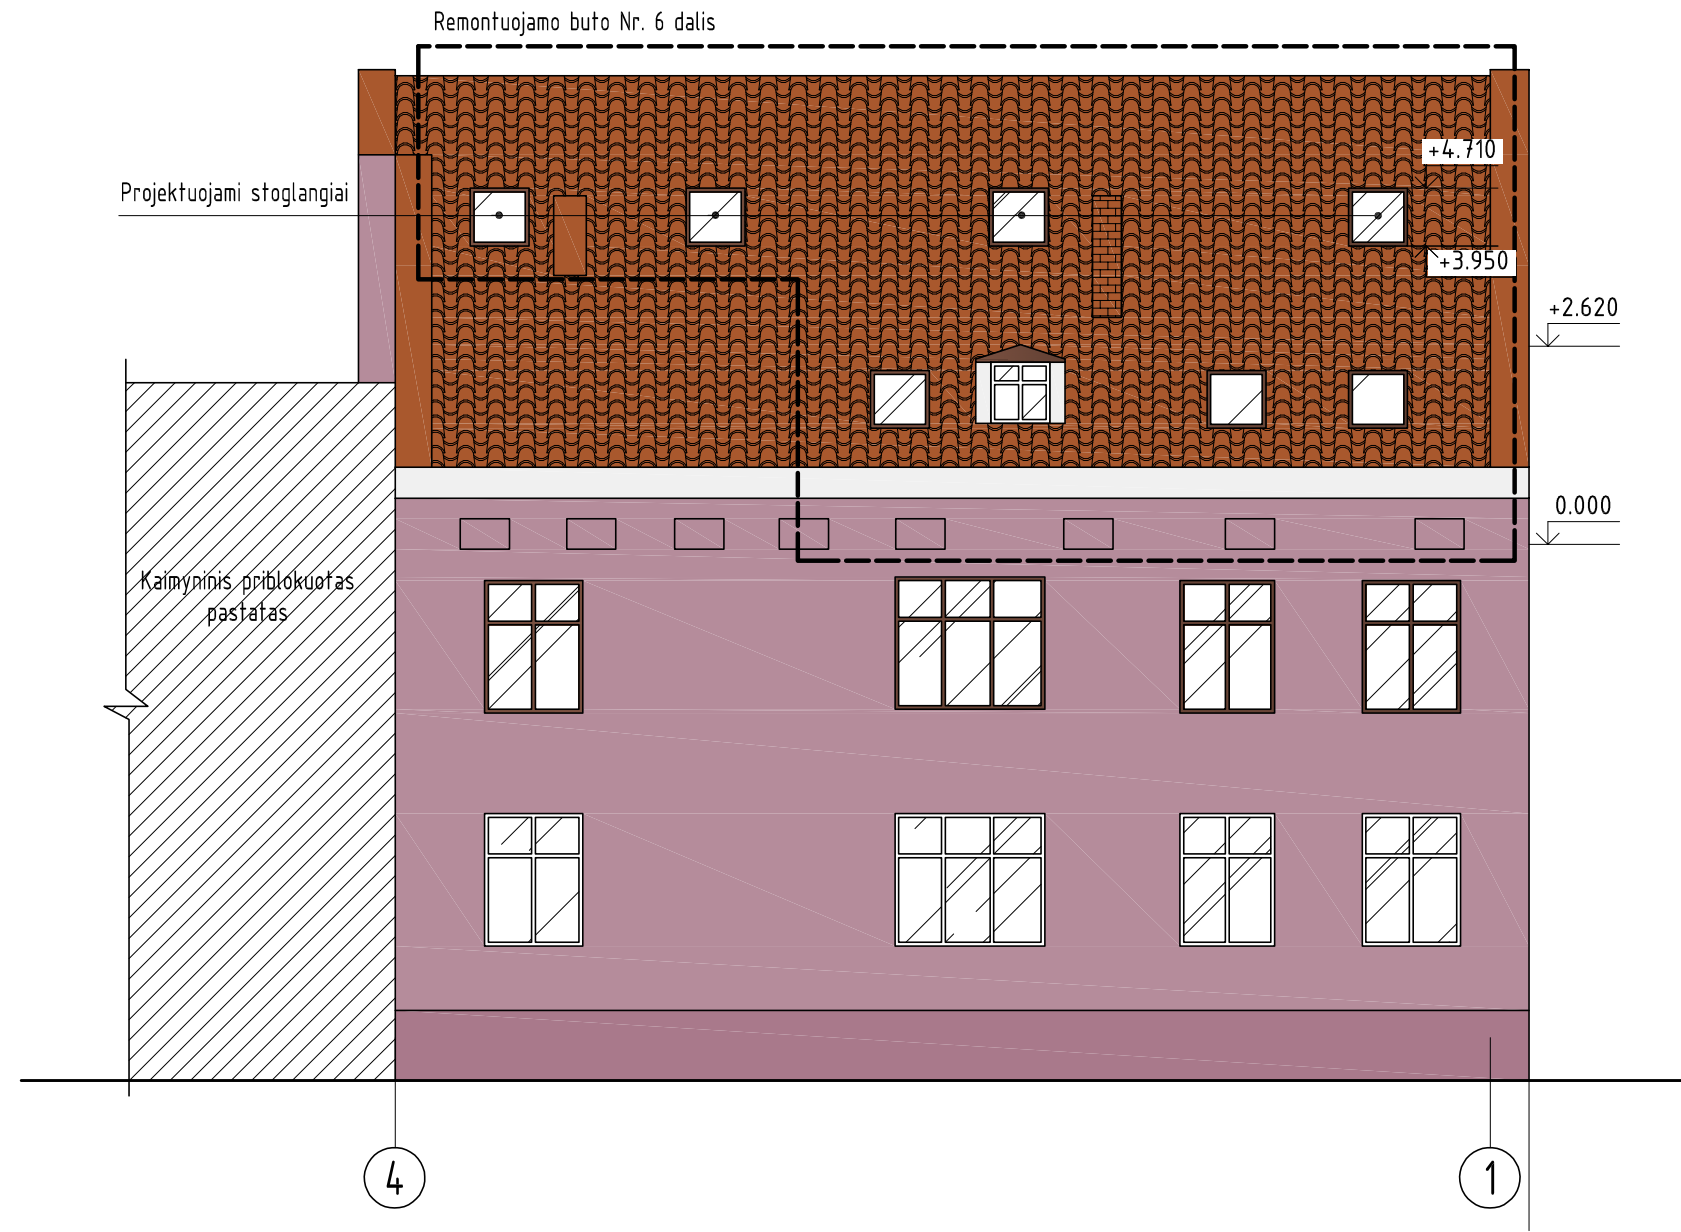 Remontuojamo buto Nr. 6 dalis
+4.710
Projektuojami stoglangiai
+3.950
+2.620
0.000
Kaimyninis priblokuotas
pastatas
4
1